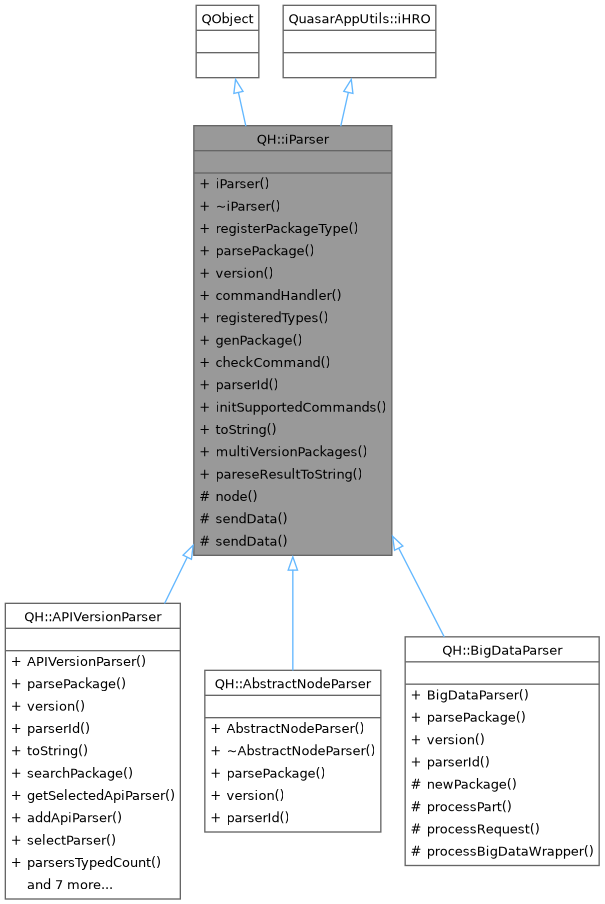 QObject
QuasarAppUtils::iHRO
QH::iParser
+ iParser()
+ ~iParser()
+ registerPackageType()
+ parsePackage()
+ version()
+ commandHandler()
+ registeredTypes()
+ genPackage()
+ checkCommand()
+ parserId()
+ initSupportedCommands()
+ toString()
+ multiVersionPackages()
+ pareseResultToString()
# node()
# sendData()
# sendData()
QH::APIVersionParser
+ APIVersionParser()
+ parsePackage()
+ version()
+ parserId()
+ toString()
+ searchPackage()
+ getSelectedApiParser()
+ addApiParser()
+ selectParser()
+ parsersTypedCount()
and 7 more...
QH::AbstractNodeParser
+ AbstractNodeParser()
+ ~AbstractNodeParser()
+ parsePackage()
+ version()
+ parserId()
QH::BigDataParser
+ BigDataParser()
+ parsePackage()
+ version()
+ parserId()
# newPackage()
# processPart()
# processRequest()
# processBigDataWrapper()